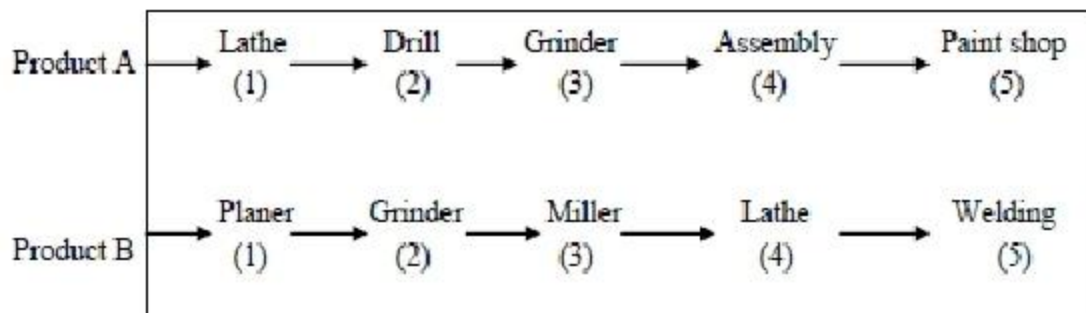 Product A Lathe Drill Grinder Assembly Paint shop
(1) (2) (3) (4) (5)
Product B Planer Grinder Miller Lathe Welding
(1) (2) (3) (4) (5)